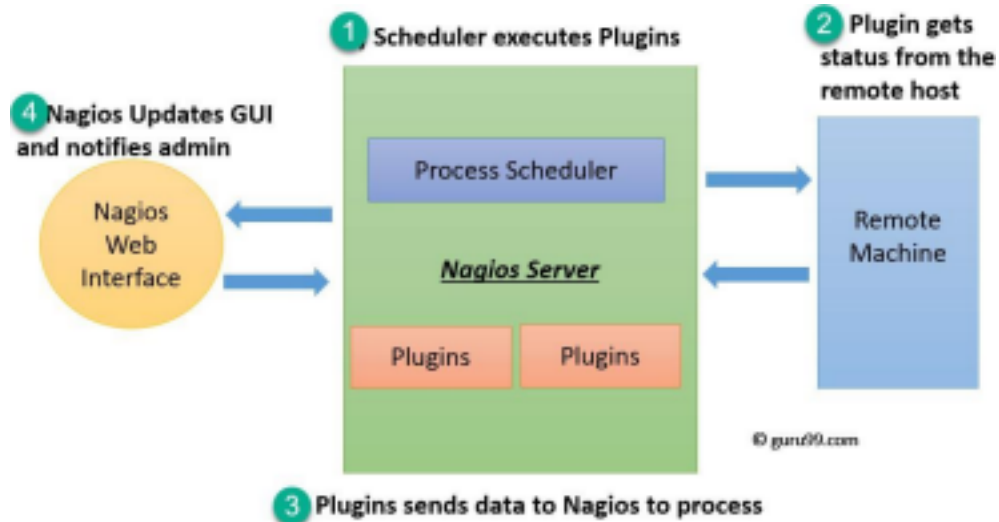 1 Scheduler executes Plugins
2 Plugin gets
status from the
remote host
4 Nagios Updates GUI
and notifies admin
Process Scheduler
Nagios
Web
Interface
Remote
Machine
Nagios Server
Plugins
Plugins
© guru99.com
3 Plugins sends data to Nagios to process